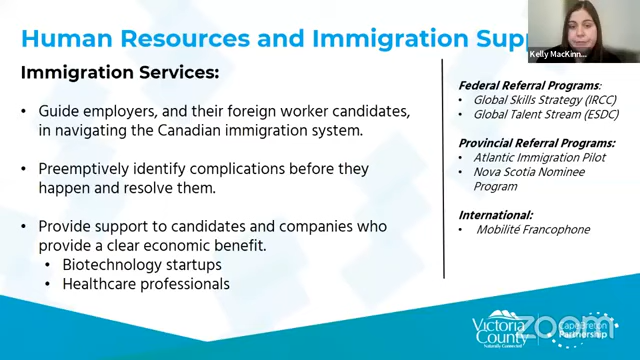 Human Resources and Immigration Supp
Kelly MacKinn...
Immigration Services:
• Guide employers, and their foreign worker candidates,
in navigating the Canadian immigration system.
• Preemptively identify complications before they
happen and resolve them.
• Provide support to candidates and companies who
provide a clear economic benefit.
• Biotechnology startups
• Healthcare professionals
Federal Referral Programs:
• Global Skills Strategy (IRCC)
• Global Talent Stream (ESDC)
Provincial Referral Programs:
• Atlantic Immigration Pilot
• Nova Scotia Nominee
Program
International:
• Mobilité Francophone
Victoria
County
Naturally Connected
Cape Breton
Partnership
zoom